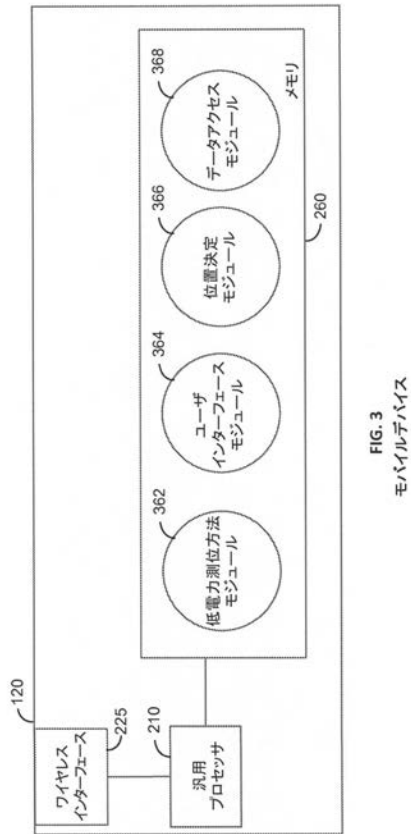 120
ワイヤレス
インターフェース
225
210
汎用
プロセッサ
362
低電力測位方法
モジュール
364
ユーザ
インターフェース
モジュール
366
位置決定
モジュール
368
データアクセス
モジュール
メモリ
260
FIG. 3
モバイルデバイス